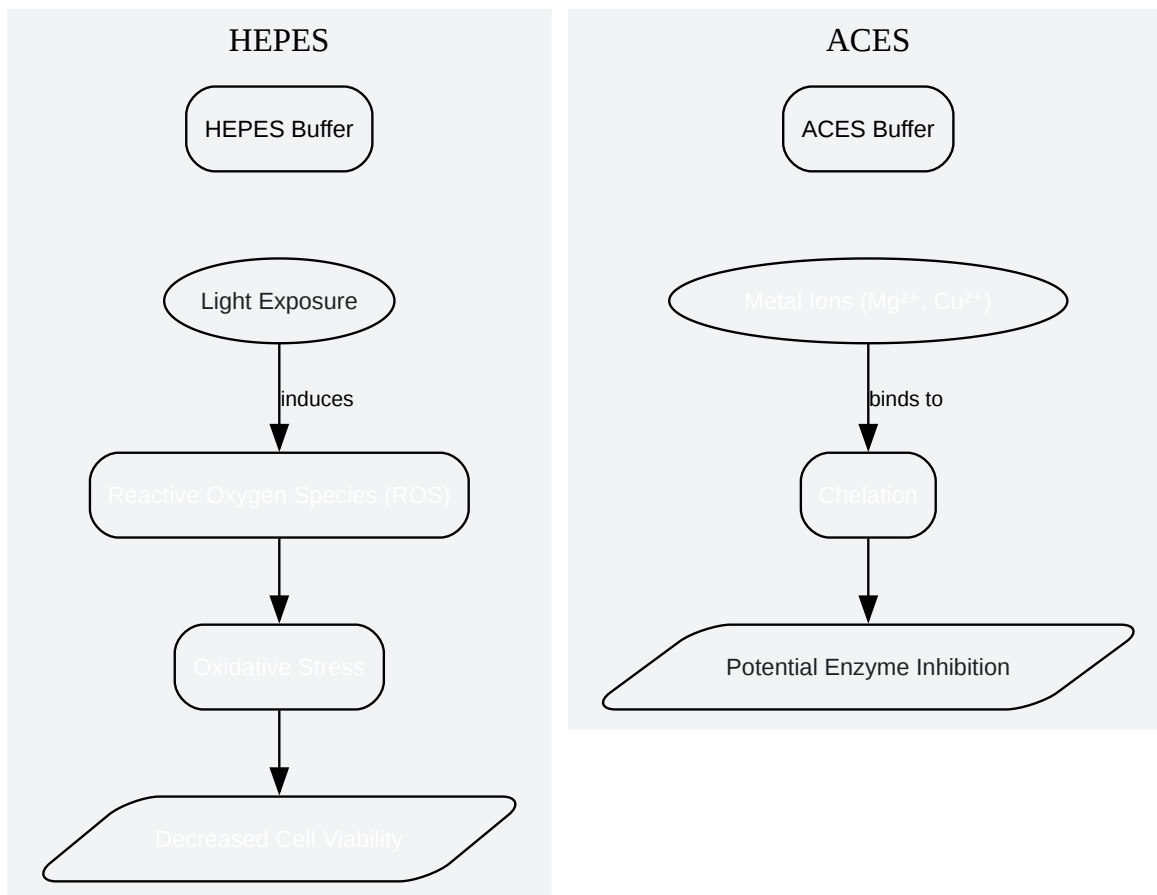 HEPES
HEPES Buffer
Light Exposure
induces
Reactive Oxygen Species (ROS)
Oxidative Stress
Decreased Cell Viability
ACES
ACES Buffer
Metal Ions (Mg²⁺, Cu²⁺)
binds to
Chelation
Potential Enzyme Inhibition